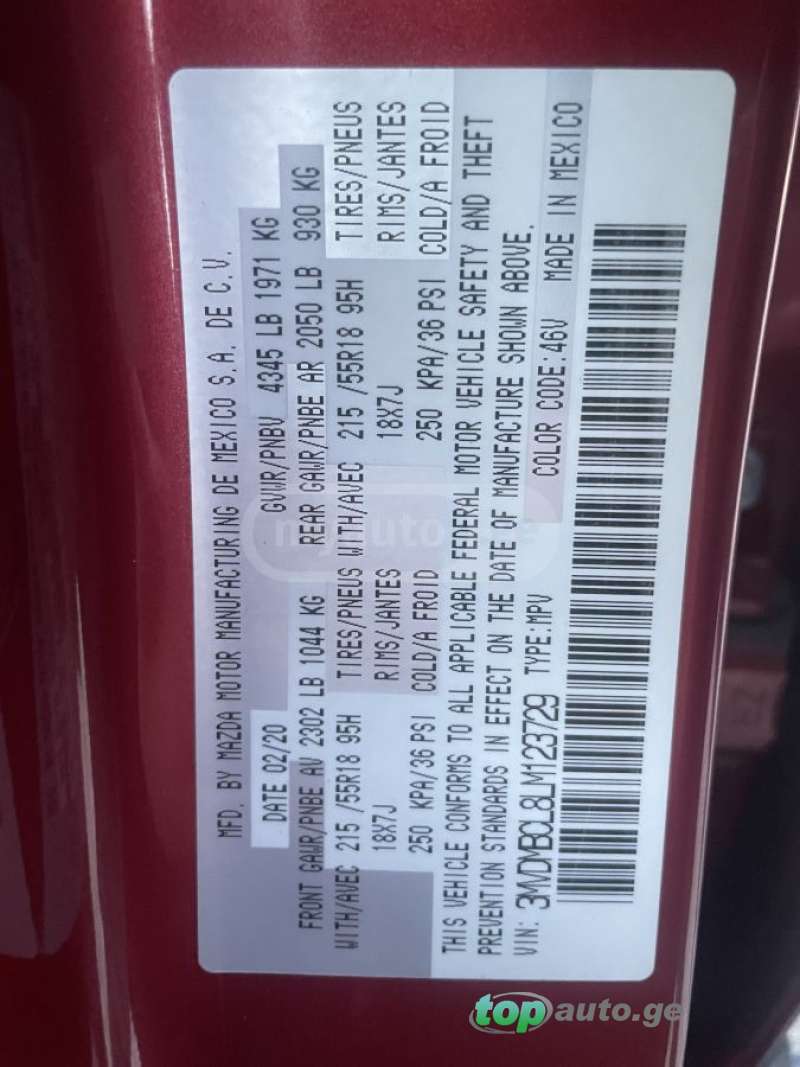 MFD. BY MAZDA MOTOR MANUFACTURING DE MEXICO S.A. DE C.V.
DATE 02/20 GVWR/PNBV 4345 LB 1971 KG
FRONT GAWR/PNBE AV 2302 LB 1044 KG REAR GAWR/PNBE AR 2050 LB 930 KG
WITH/AVEC 215/55R18 95H TIRES/PNEUS WITH/AVEC 215/55R18 95H TIRES/PNEUS
18X7J RIMS/JANTES 18X7J RIMS/JANTES
250 KPA/36 PSI COLD/A FROID 250 KPA/36 PSI COLD/A FROID
THIS VEHICLE CONFORMS TO ALL APPLICABLE FEDERAL MOTOR VEHICLE SAFETY AND THEFT
PREVENTION STANDARDS IN EFFECT ON THE DATE OF MANUFACTURE SHOWN ABOVE.
VIN: 3MVDMBCL8LM123729 TYPE:MPV COLOR CODE:46V MADE IN MEXICO
myauto.ge
topauto.ge